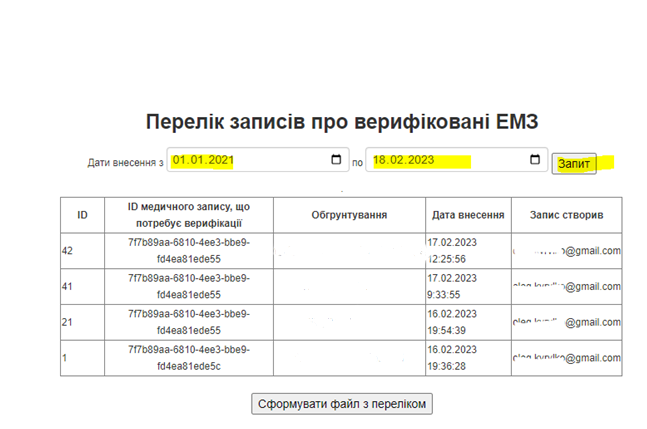 Перелік записів про верифіковані ЕМЗ
Дати внесення з 01.01.2021 по 18.02.2023 Запит
ID ID медичного запису, що потребує верифікації Обгрунтування Дата внесення Запис створив
42 7f7b89aa-6810-4ee3-bbe9-fd4ea81ede55 17.02.2023 12:25:56 @gmail.com
41 7f7b89aa-6810-4ee3-bbe9-fd4ea81ede55 17.02.2023 9:33:55 @gmail.com
21 7f7b89aa-6810-4ee3-bbe9-fd4ea81ede55 16.02.2023 19:54:39 @gmail.com
1 7f7b89aa-6810-4ee3-bbe9-fd4ea81ede5c 16.02.2023 19:36:28 @gmail.com
Сформувати файл з переліком